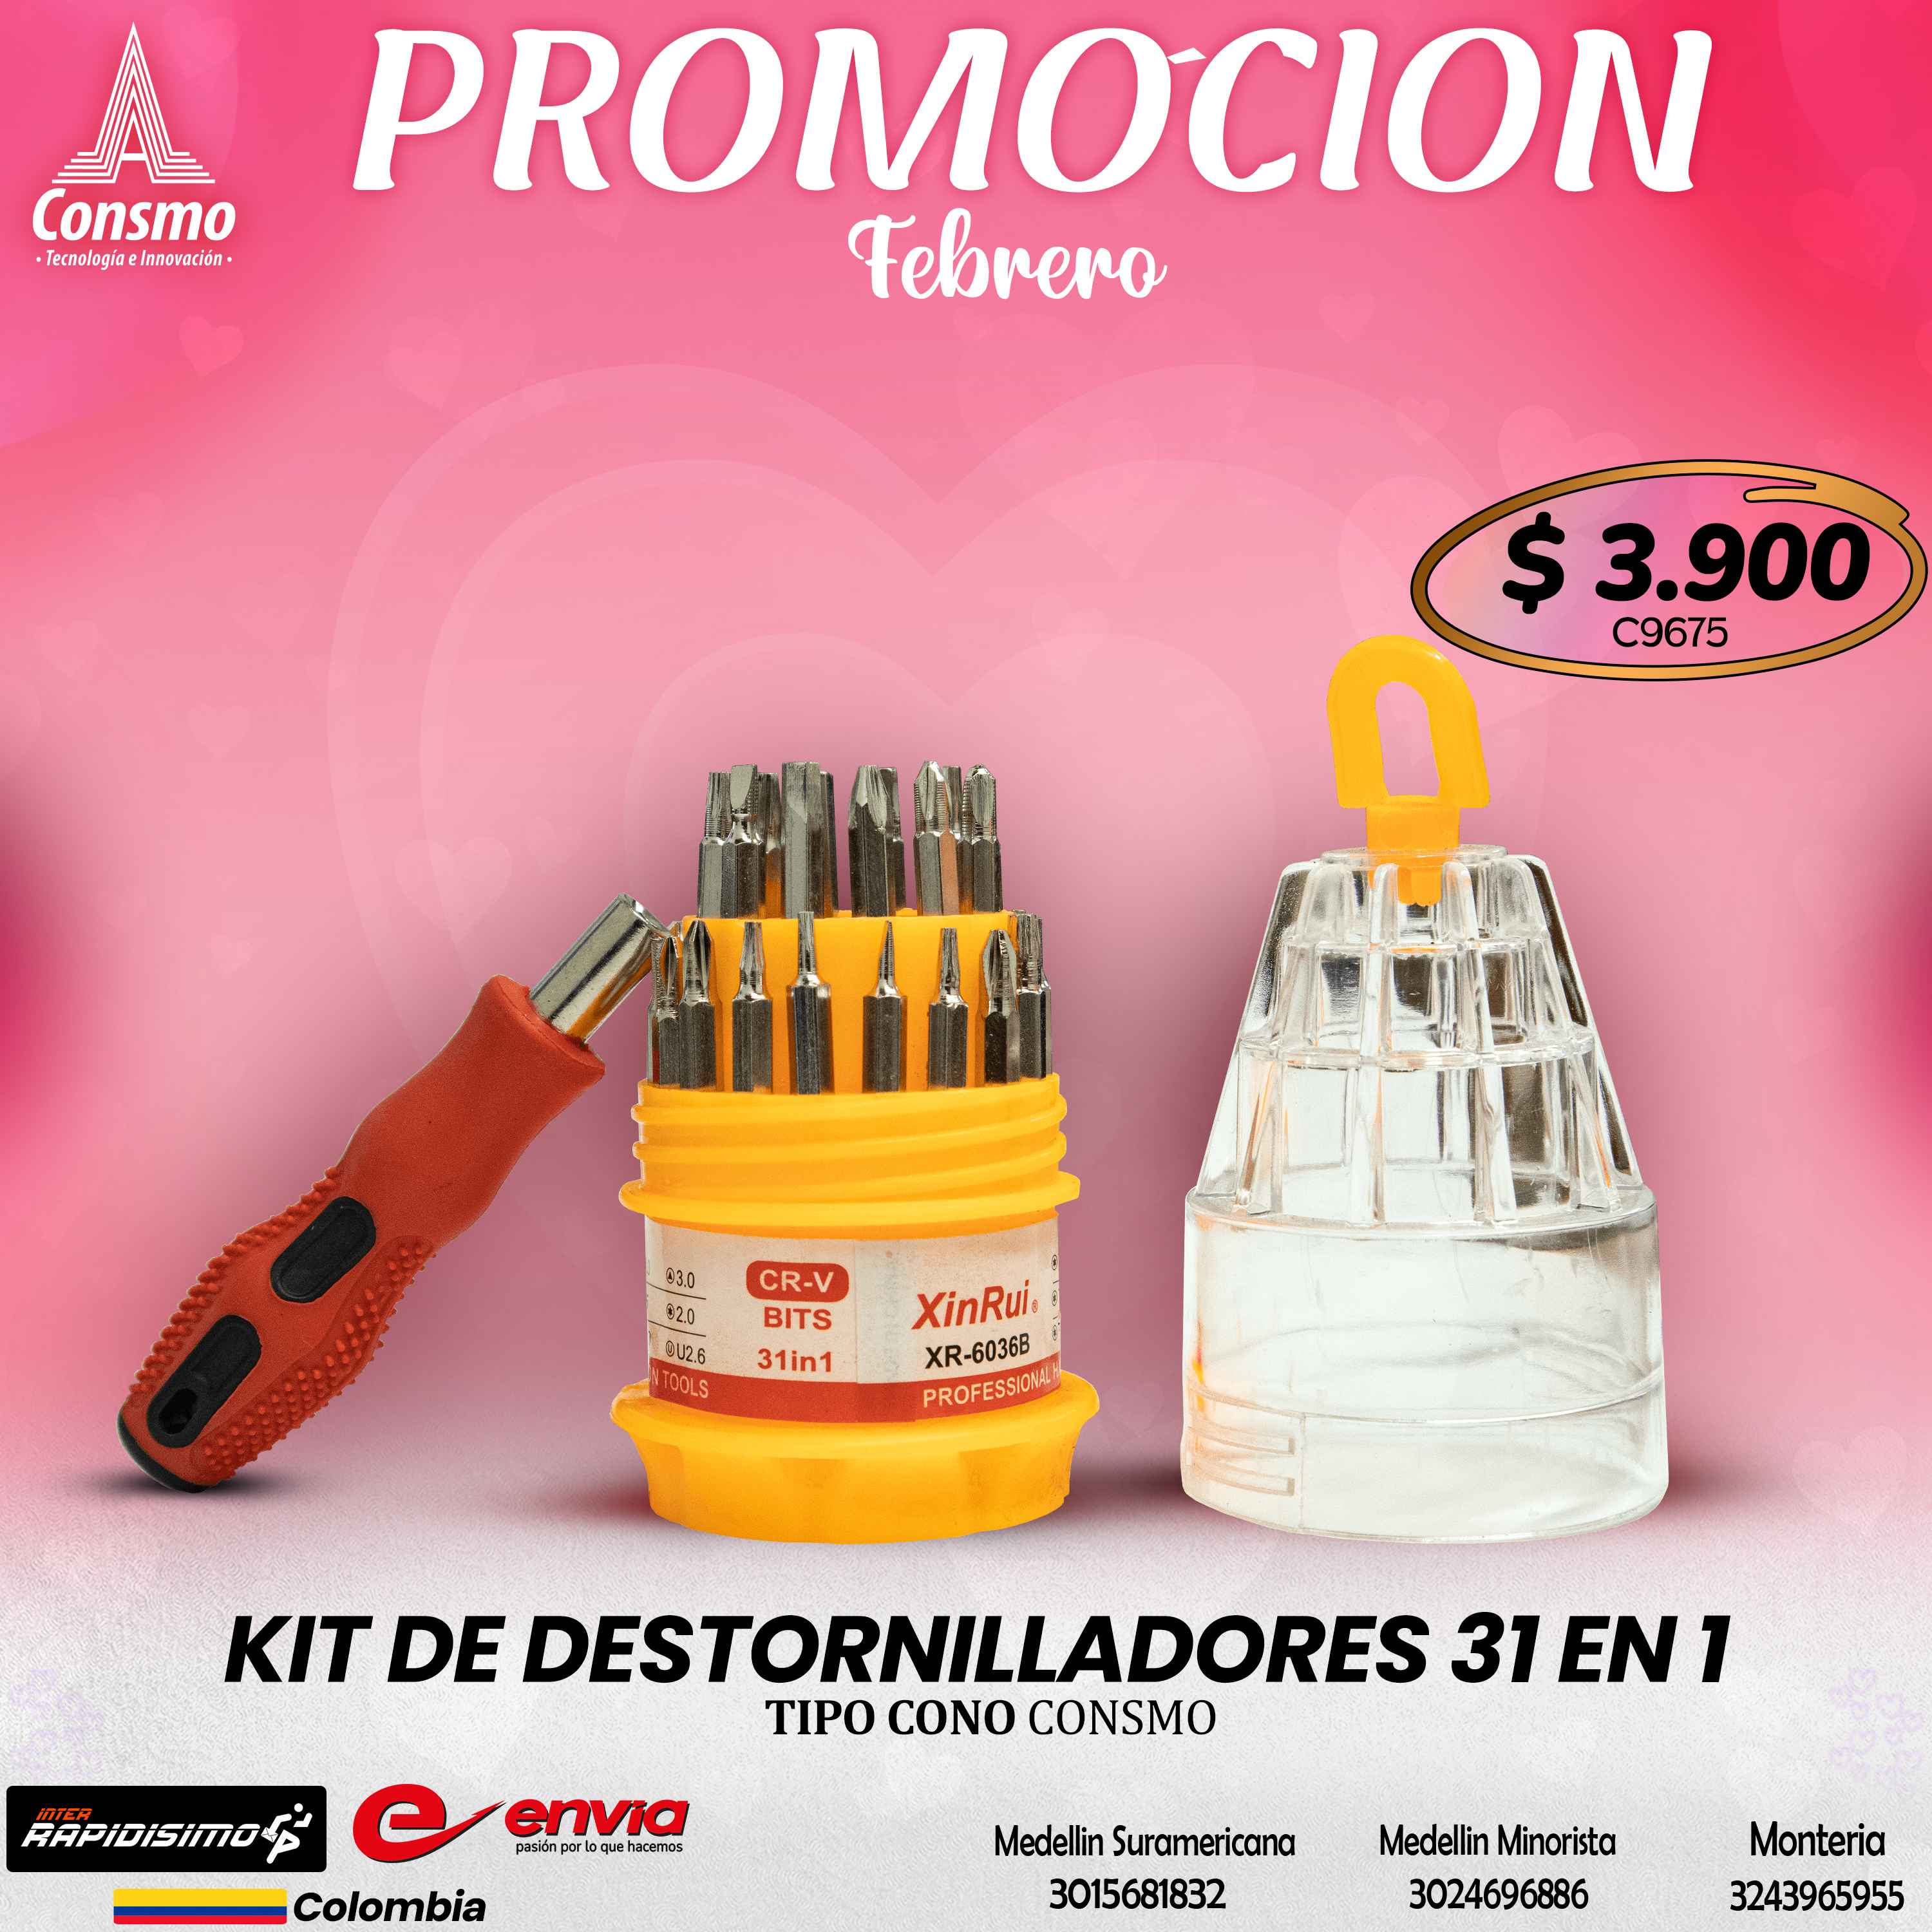 PROMOCIÓN
Febrero
A
Consmo
• Tecnología e Innovación •
$ 3.900
C9675
3.0
2.0
U2.6
N TOOLS
CR-V
BITS
31in1
XinRui®
XR-6036B
PROFESSIONAL
KIT DE DESTORNILLADORES 31 EN 1
TIPO CONO CONSMO
INTER
RAPIDISIMO
e envía
pasión por lo que hacemos
Colombia
Medellin Suramericana
3015681832
Medellin Minorista
3024696886
Monteria
3243965955